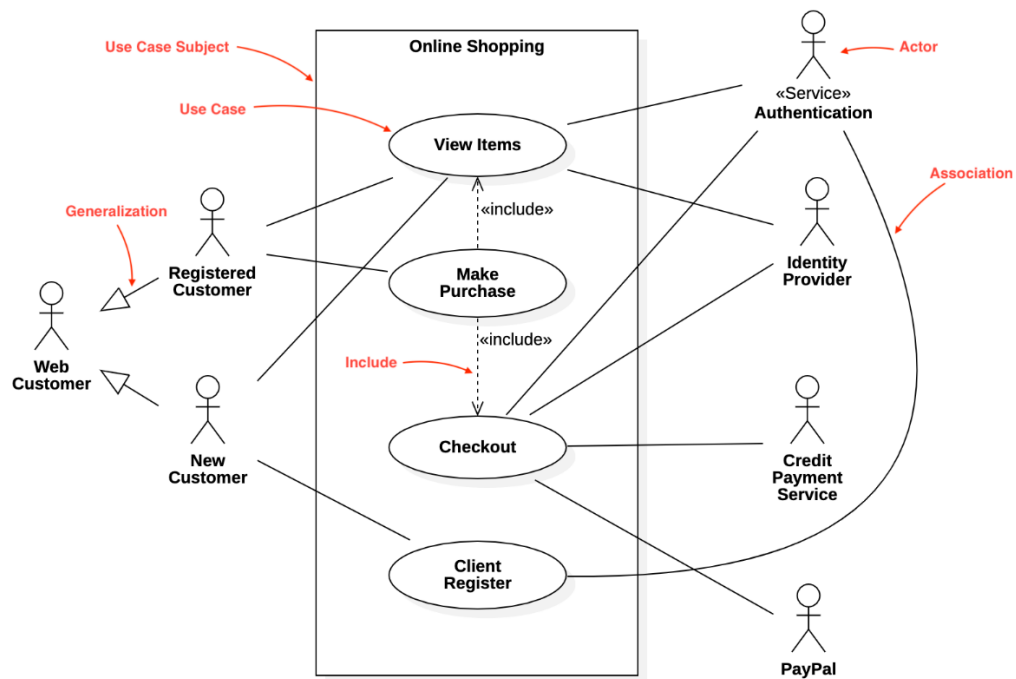 Use Case Subject
Online Shopping
Actor
«Service»
Authentication
Use Case
View Items
Association
Generalization
«include»
Registered
Customer
Make
Purchase
Identity
Provider
«include»
Include
Web
Customer
New
Customer
Checkout
Credit
Payment
Service
Client
Register
PayPal